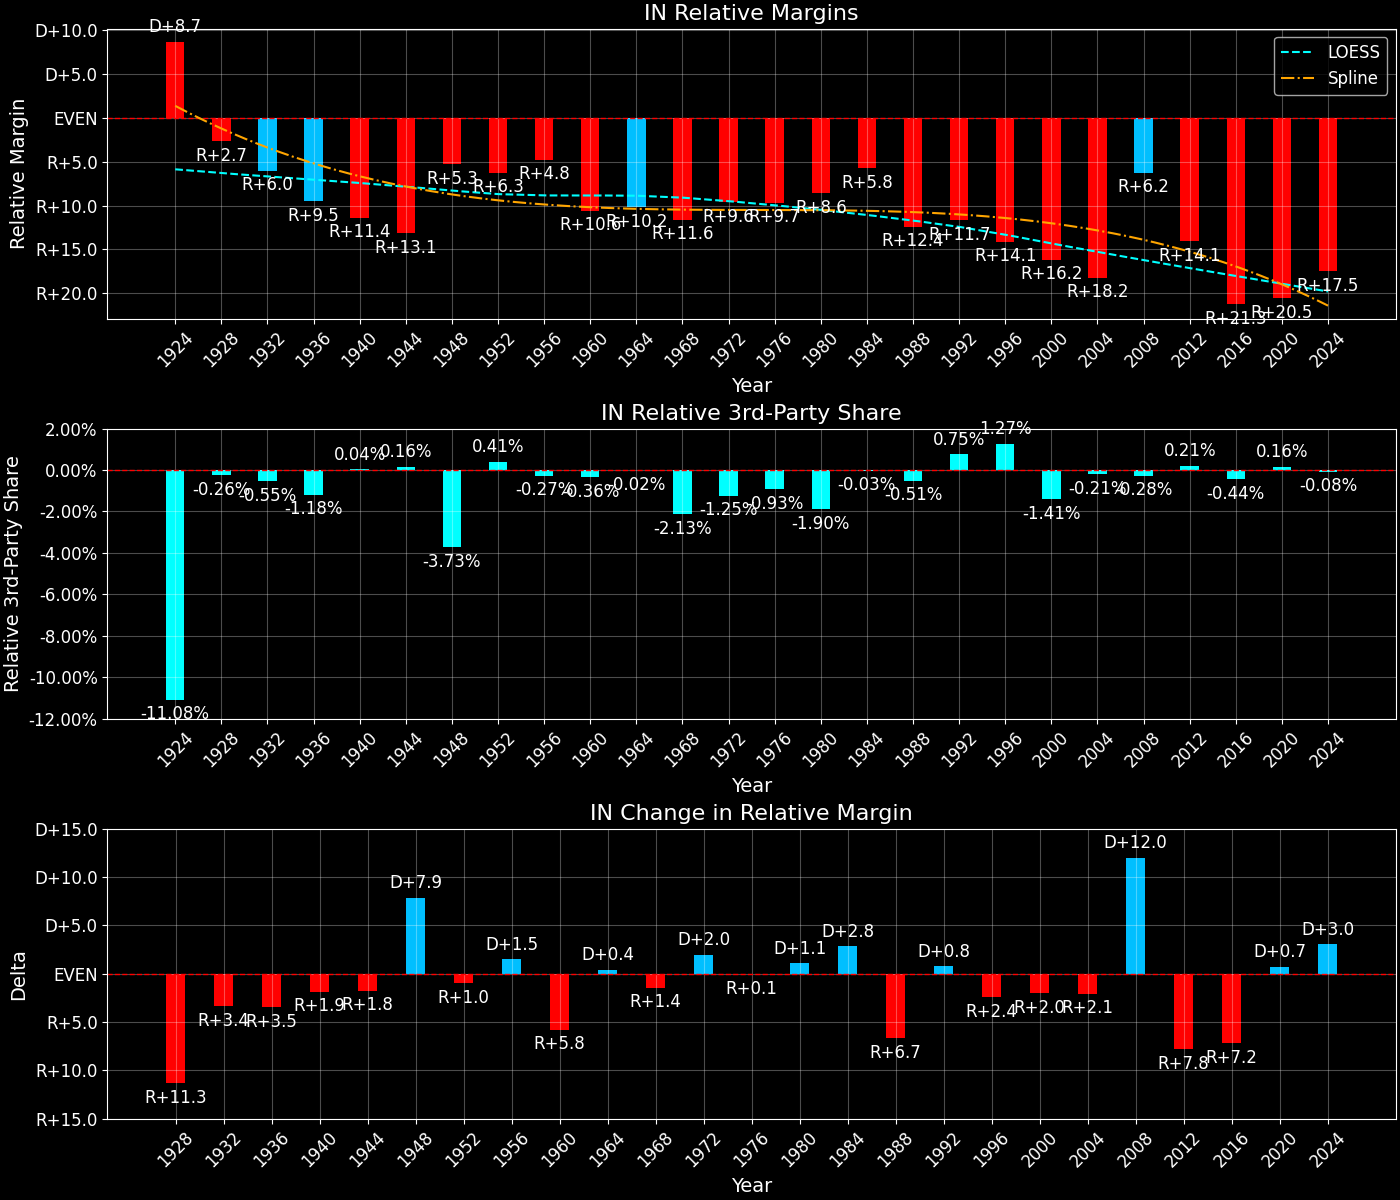 IN Relative Margins
D+10.0
D+5.0
EVEN
R+5.0
R+10.0
R+15.0
R+20.0
Relative Margin
LOESS
Spline
D+8.7
R+2.7
R+6.0
R+9.5
R+11.4
R+13.1
R+5.3
R+6.3
R+4.8
R+10.6
R+10.2
R+11.6
R+9.6
R+9.7
R+8.6
R+5.8
R+12.4
R+11.7
R+14.1
R+16.2
R+18.2
R+6.2
R+14.1
R+21.3
R+20.5
R+17.5
1924 1928 1932 1936 1940 1944 1948 1952 1956 1960 1964 1968 1972 1976 1980 1984 1988 1992 1996 2000 2004 2008 2012 2016 2020 2024
Year
IN Relative 3rd-Party Share
2.00%
0.00%
-2.00%
-4.00%
-6.00%
-8.00%
-10.00%
-12.00%
Relative 3rd-Party Share
-11.08%
-0.26%
-0.55%
-1.18%
0.04%
0.16%
-3.73%
0.41%
-0.27%
-0.36%
-0.02%
-2.13%
-1.25%
-0.93%
-1.90%
-0.03%
-0.51%
0.75%
1.27%
-1.41%
-0.21%
-0.28%
0.21%
-0.44%
0.16%
-0.08%
1924 1928 1932 1936 1940 1944 1948 1952 1956 1960 1964 1968 1972 1976 1980 1984 1988 1992 1996 2000 2004 2008 2012 2016 2020 2024
Year
IN Change in Relative Margin
D+15.0
D+10.0
D+5.0
EVEN
R+5.0
R+10.0
R+15.0
Delta
R+11.3
R+3.4
R+3.5
R+1.9
R+1.8
D+7.9
R+1.0
D+1.5
R+5.8
D+0.4
R+1.4
D+2.0
R+0.1
D+1.1
D+2.8
R+6.7
D+0.8
R+2.4
R+2.0
R+2.1
D+12.0
R+7.8
R+7.2
D+0.7
D+3.0
1928 1932 1936 1940 1944 1948 1952 1956 1960 1964 1968 1972 1976 1980 1984 1988 1992 1996 2000 2004 2008 2012 2016 2020 2024
Year